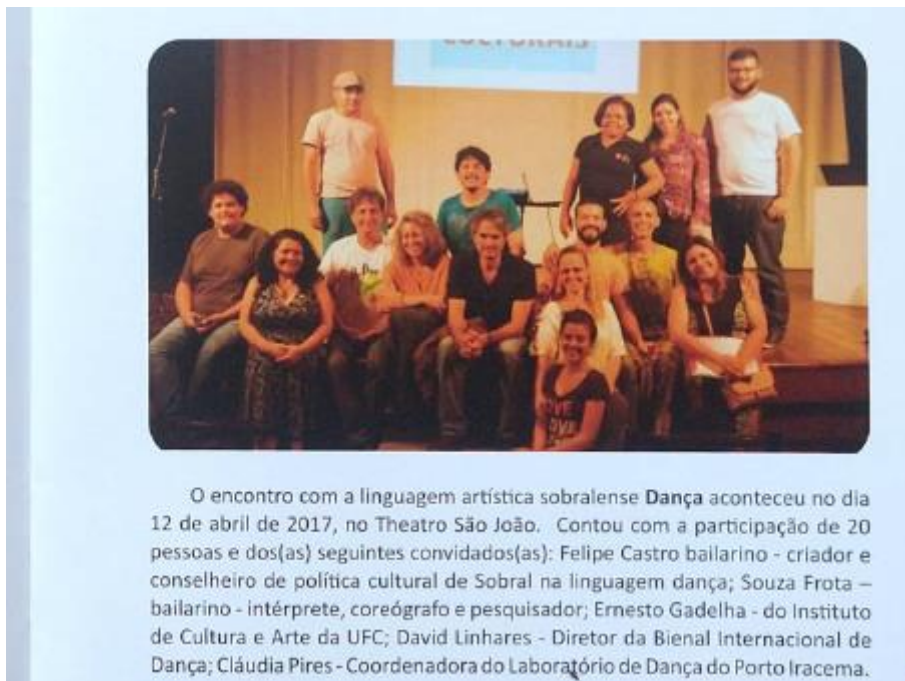 CULTURAIS
O encontro com a linguagem artística sobralense Dança aconteceu no dia
12 de abril de 2017, no Theatro São João. Contou com a participação de 20
pessoas e dos(as) seguintes convidados(as): Felipe Castro bailarino - criador e
conselheiro de política cultural de Sobral na linguagem dança; Souza Frota –
bailarino - intérprete, coreógrafo e pesquisador; Ernesto Gadelha - do Instituto
de Cultura e Arte da UFC; David Linhares - Diretor da Bienal Internacional de
Dança; Cláudia Pires - Coordenadora do Laboratório de Dança do Porto Iracema.